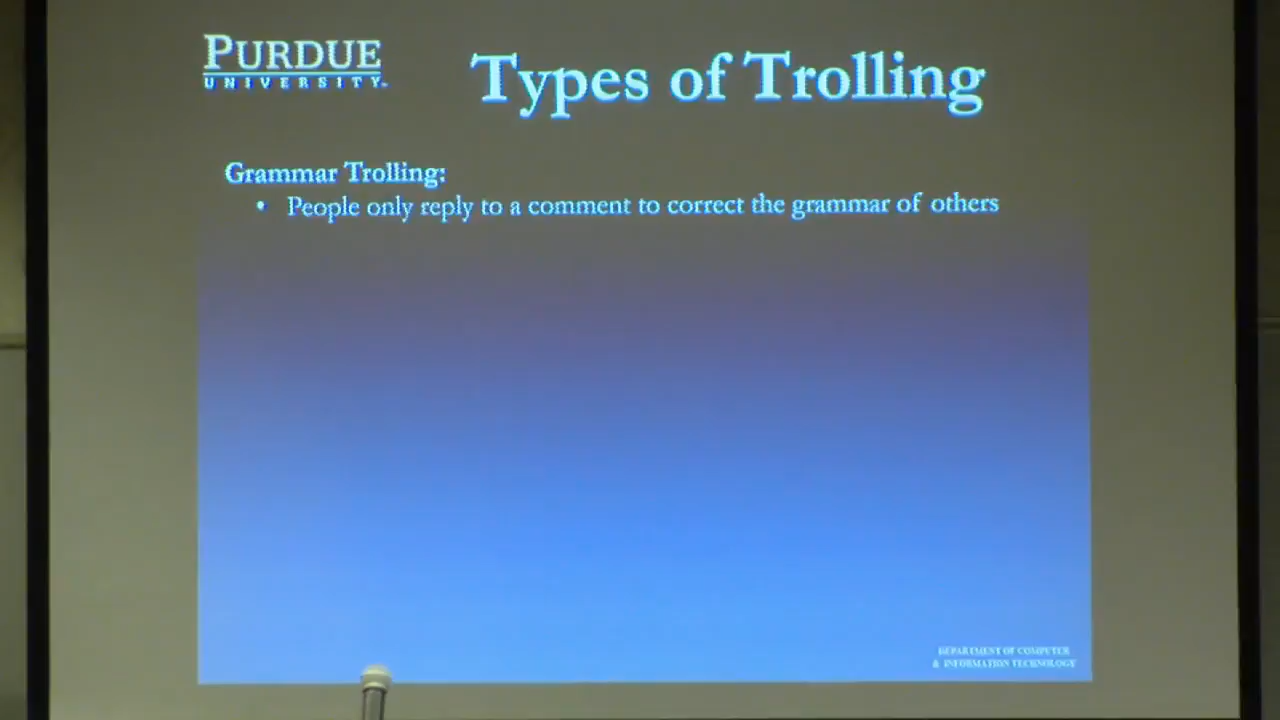 PURDUE
UNIVERSITY
Types of Trolling
Grammar Trolling:
• People only reply to a comment to correct the grammar of others
DEPARTMENT OF COMPUTER
& INFORMATION TECHNOLOGY